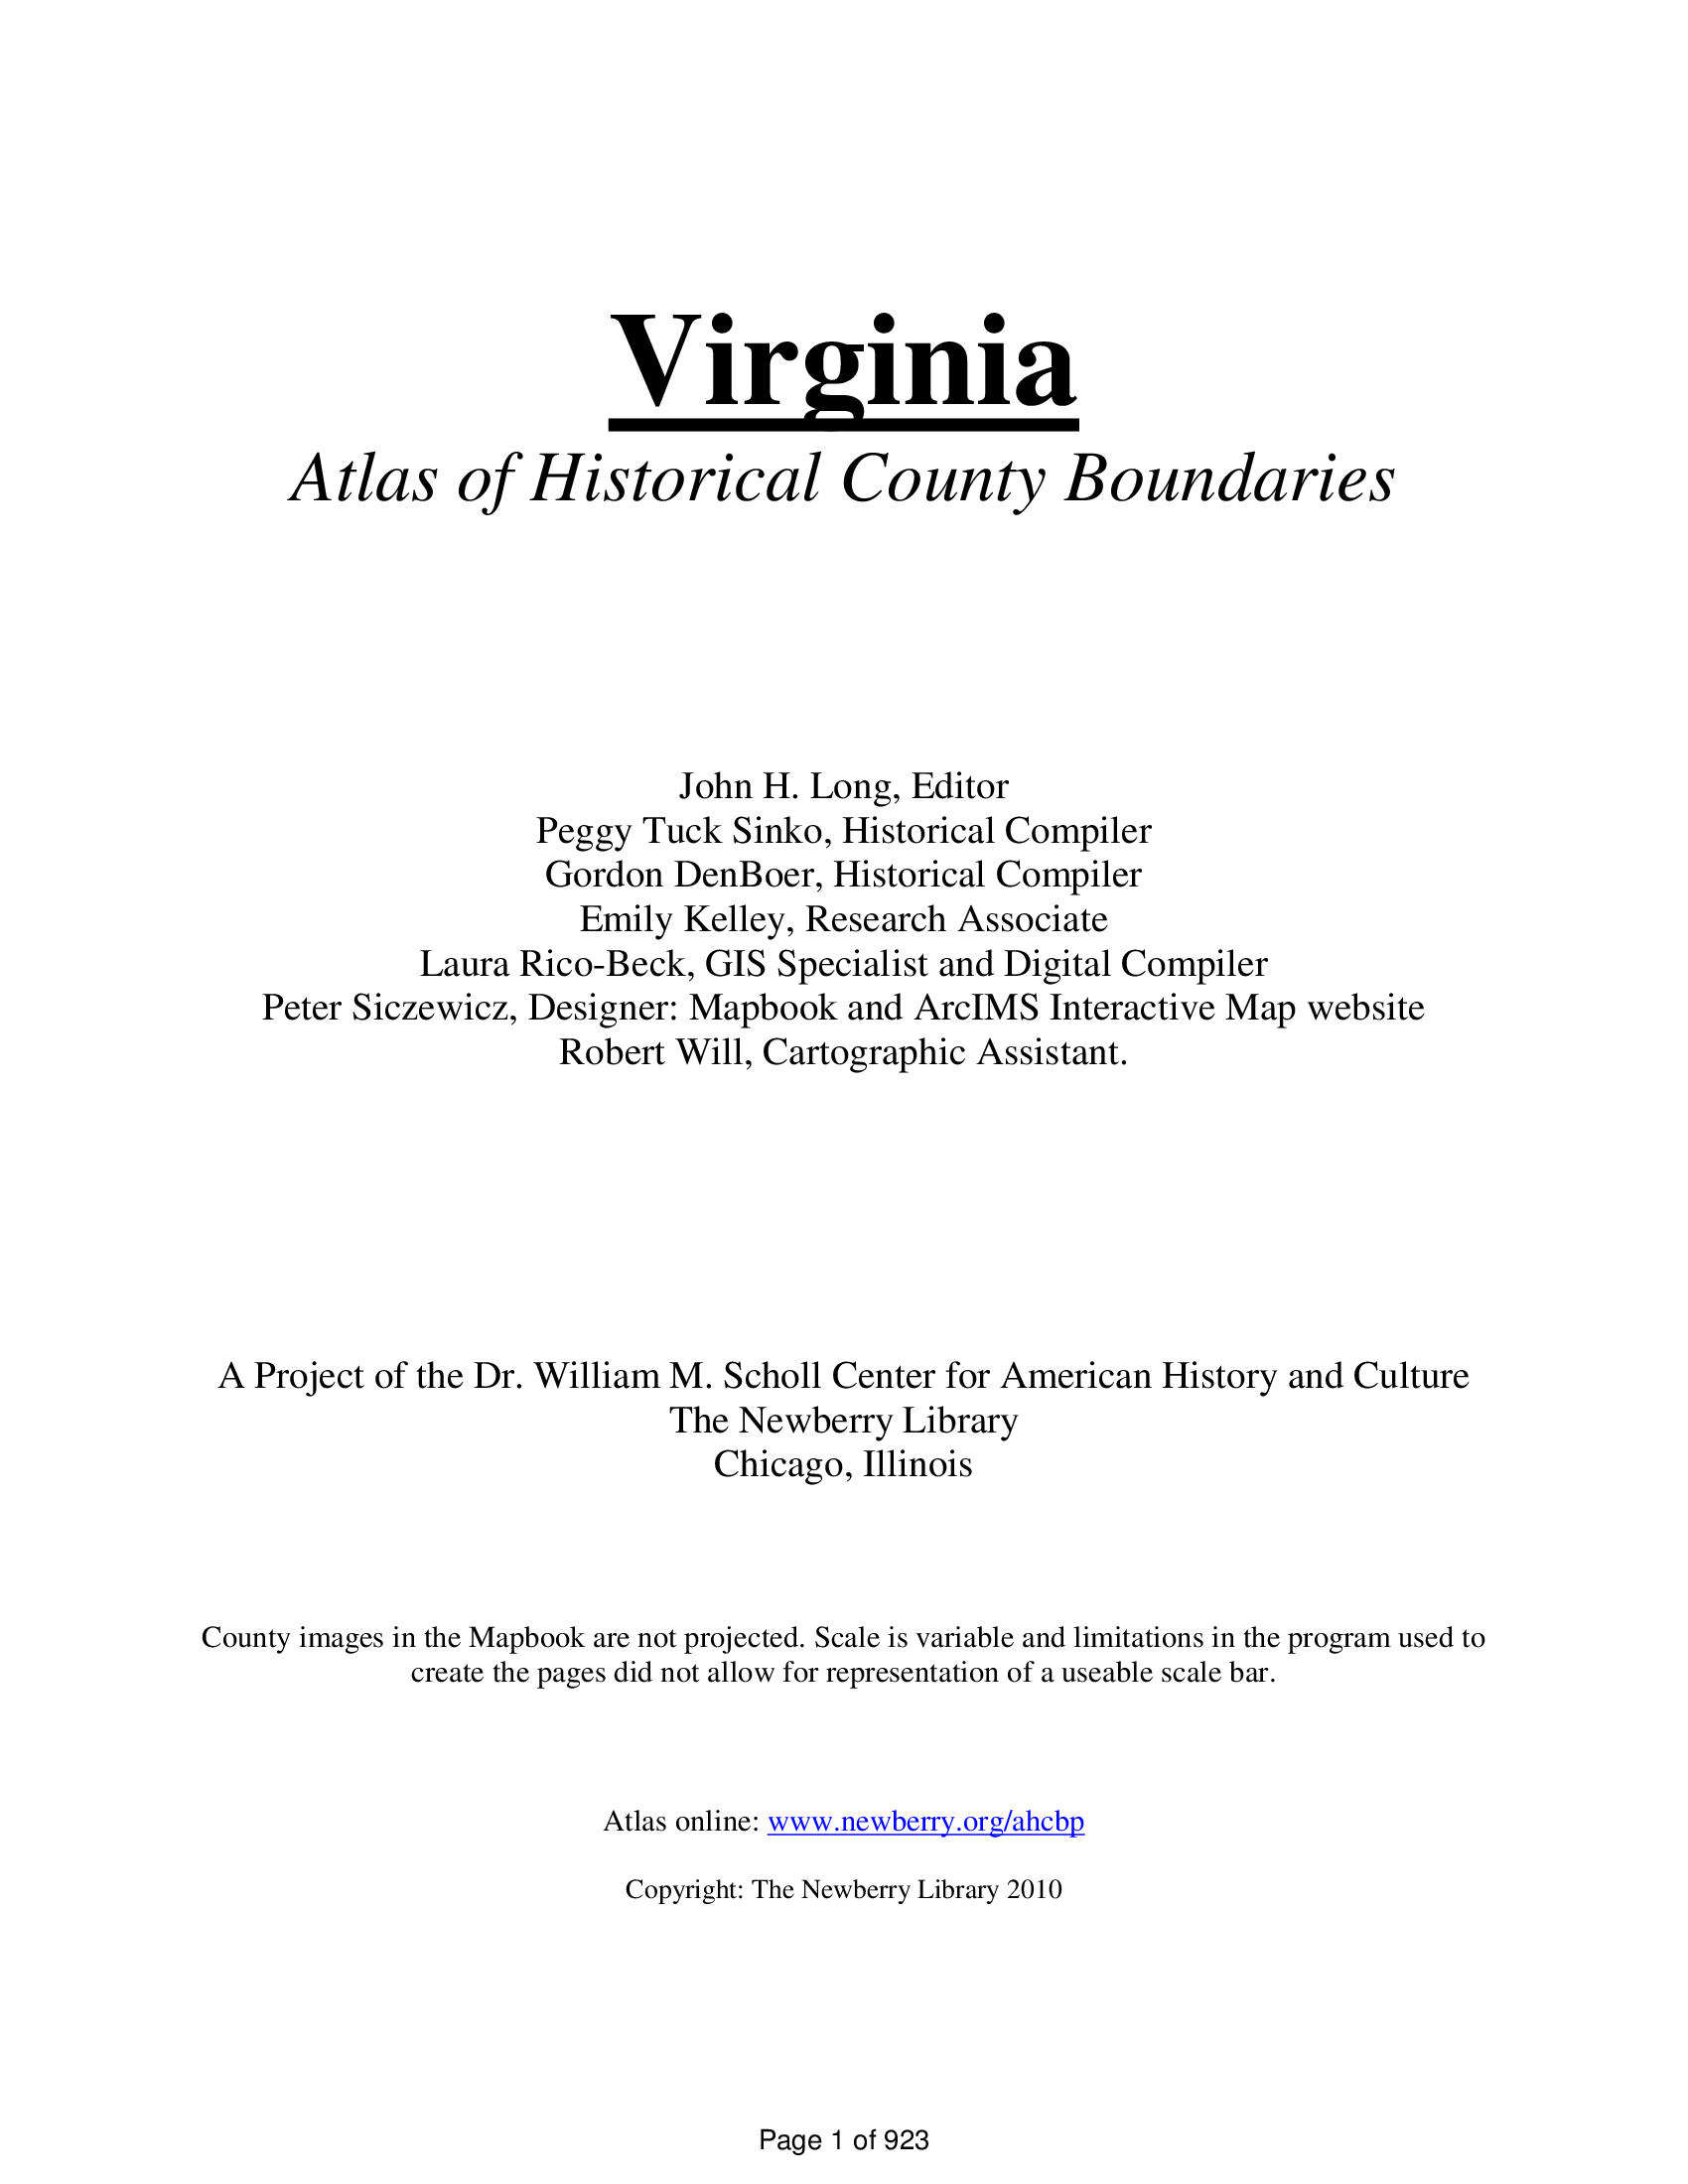 Virginia
Atlas of Historical County Boundaries
John H. Long, Editor
Peggy Tuck Sinko, Historical Compiler
Gordon DenBoer, Historical Compiler
Emily Kelley, Research Associate
Laura Rico-Beck, GIS Specialist and Digital Compiler
Peter Siczewicz, Designer: Mapbook and ArcIMS Interactive Map website
Robert Will, Cartographic Assistant.
A Project of the Dr. William M. Scholl Center for American History and Culture
The Newberry Library
Chicago, Illinois
County images in the Mapbook are not projected. Scale is variable and limitations in the program used to
create the pages did not allow for representation of a useable scale bar.
Atlas online: www.newberry.org/ahcbp
Copyright: The Newberry Library 2010
Page 1 of 923